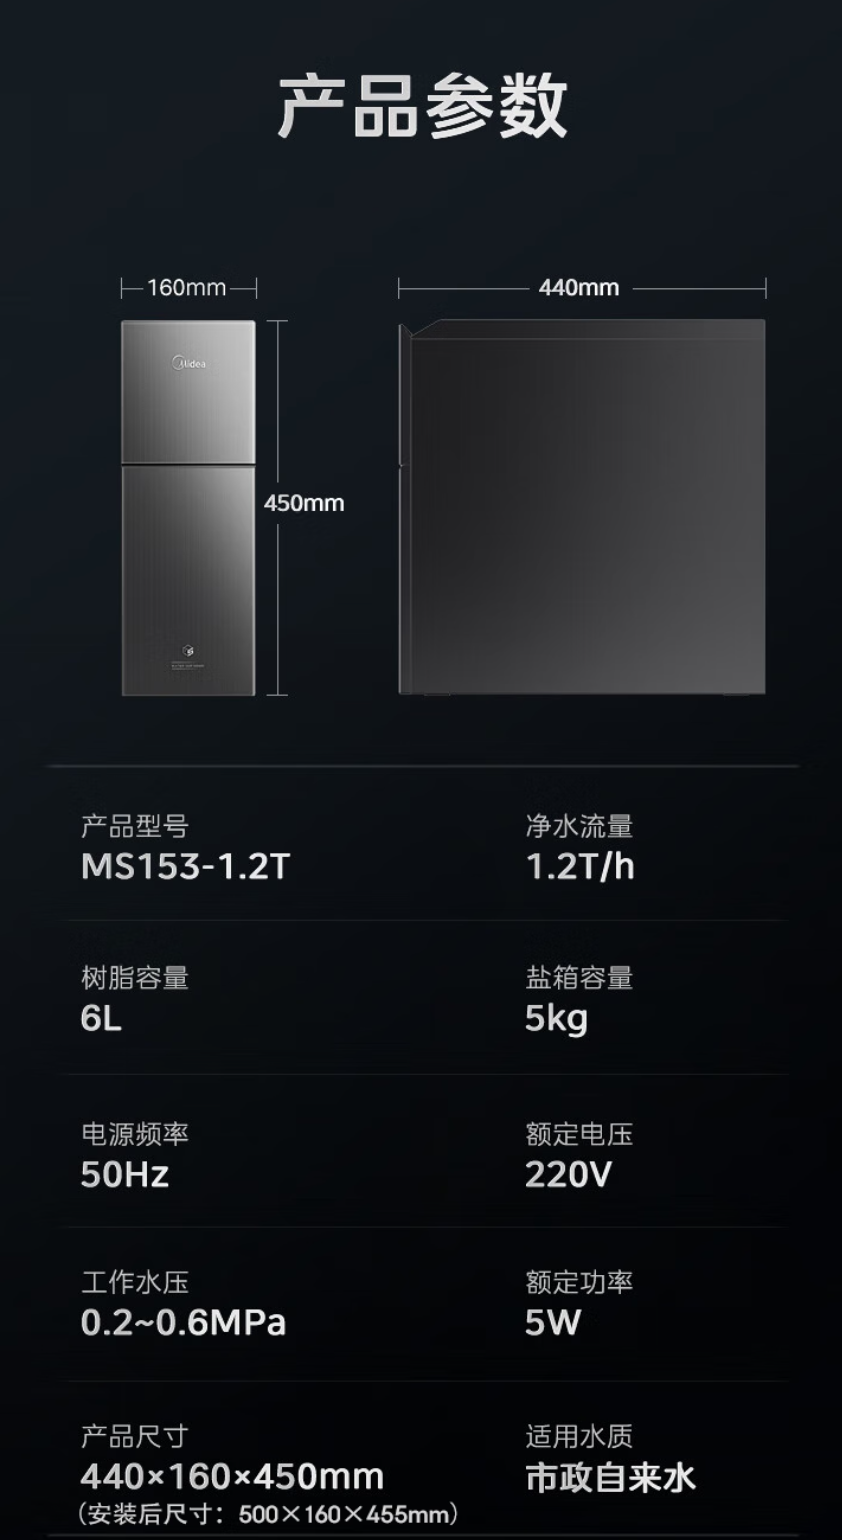 产品参数
160mm
440mm
Midea
450mm
产品型号
MS153-1.2T
净水流量
1.2T/h
树脂容量
6L
盐箱容量
5kg
电源频率
50Hz
额定电压
220V
工作水压
0.2~0.6MPa
额定功率
5W
产品尺寸
440×160×450mm
(安装后尺寸：500×160×455mm)
适用水质
市政自来水